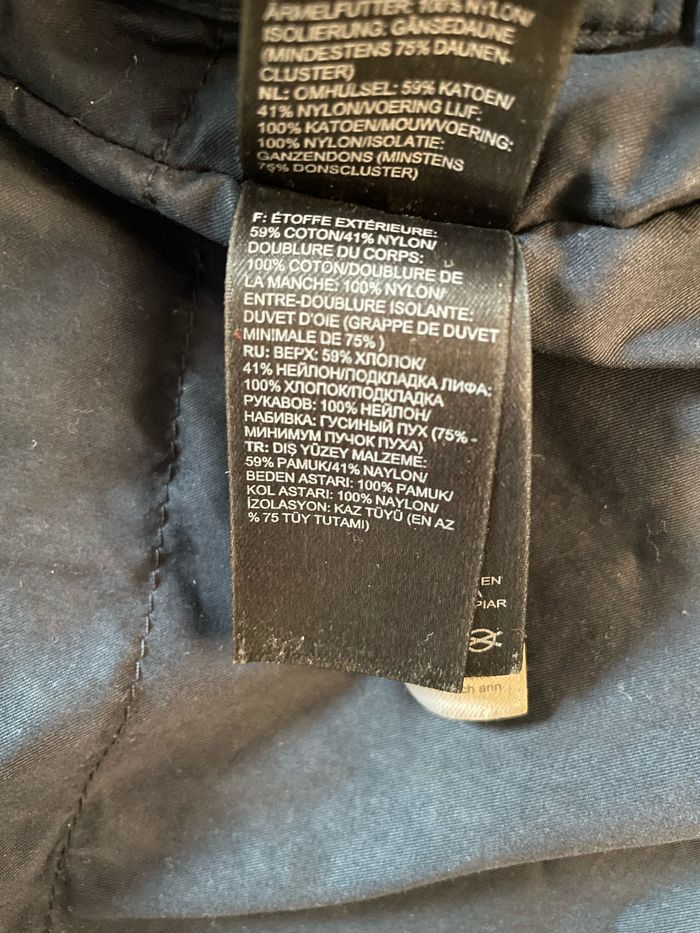 ÄRMELFUTTER: 100% NYLON/
ISOLIERUNG: GÄNSEDAUNE
(MINDESTENS 75% DAUNEN-
CLUSTER)
NL: OMHULSEL: 59% KATOEN/
41% NYLON/VOERING LIJF:
100% KATOEN/MOUWVOERING:
100% NYLON/ISOLATIE:
GANZENDONS (MINSTENS
75% DONSCLUSTER)
F: ÉTOFFE EXTÉRIEURE:
59% COTON/41% NYLON/
DOUBLURE DU CORPS:
100% COTON/DOUBLURE DE
LA MANCHE: 100% NYLON/
ENTRE-DOUBLURE ISOLANTE:
DUVET D'OIE (GRAPPE DE DUVET
MINIMALE DE 75% )
RU: ВЕРХ: 59% ХЛОПОК/
41% НЕЙЛОН/ПОДКЛАДКА ЛИФА:
100% ХЛОПОК/ПОДКЛАДКА
РУКАВОВ: 100% НЕЙЛОН/
НАБИВКА: ГУСИНЫЙ ПУХ (75% -
МИНИМУМ ПУЧОК ПУХА)
TR: DIŞ YÜZEY MALZEME:
59% PAMUK/41% NAYLON/
BEDEN ASTARI: 100% PAMUK/
KOL ASTARI: 100% NAYLON/
İZOLASYON: KAZ TÜYÜ (EN AZ
% 75 TÜY TUTAMI)
TEN
A
PIAR
ch ann